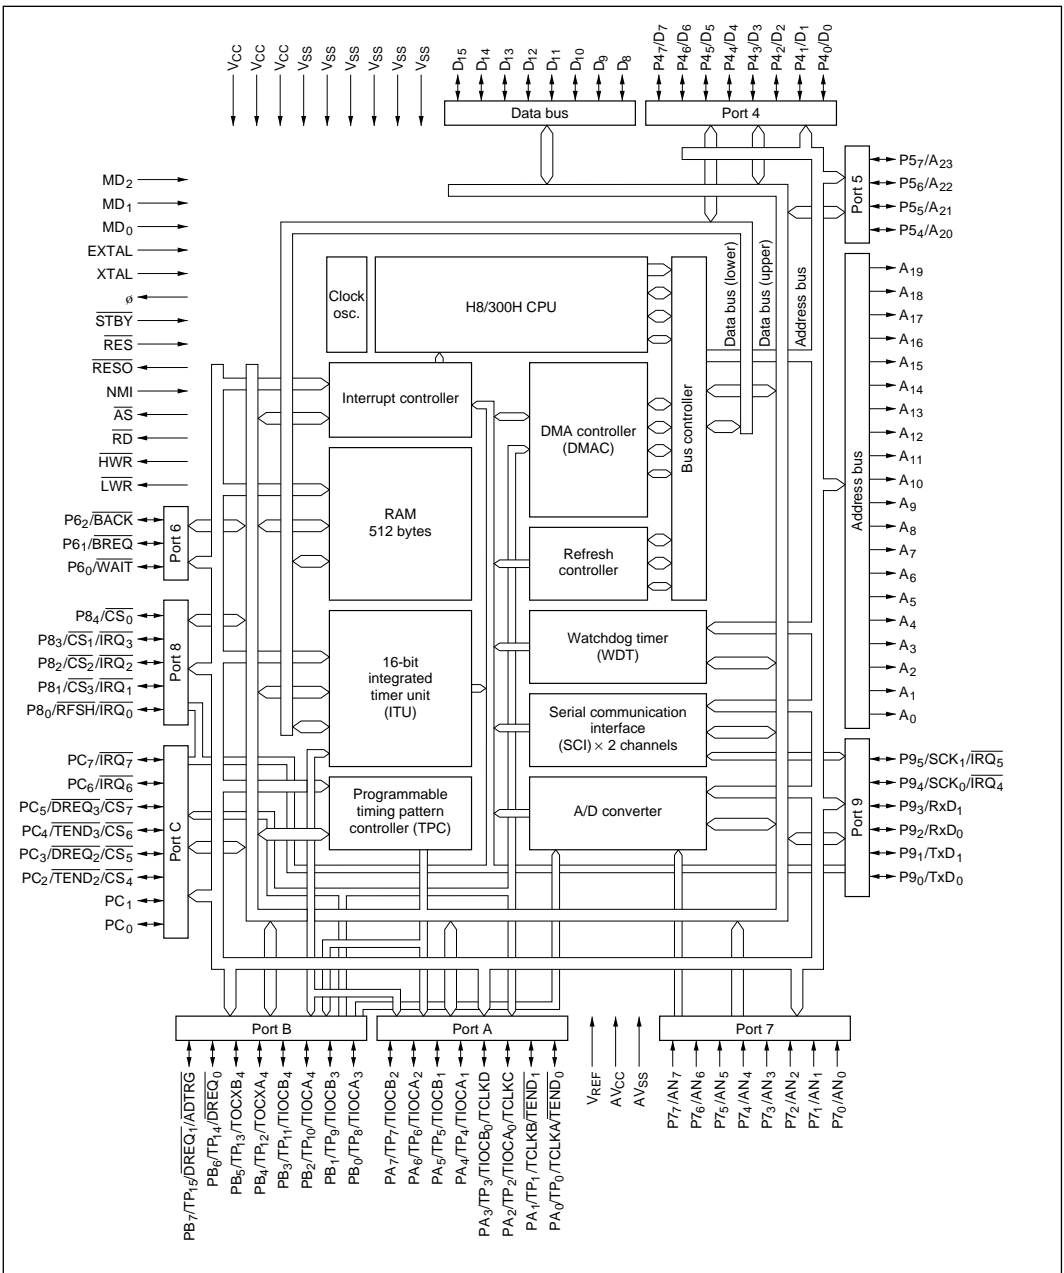 VCC
VCC
VCC
VSS
VSS
VSS
VSS
VSS
VSS
D15
D14
D13
D12
D11
D10
D9
D8
P47/D7
P46/D6
P45/D5
P44/D4
P43/D3
P42/D2
P41/D1
P40/D0
Data bus
Port 4
MD2
MD1
MD0
EXTAL
XTAL
ø
STBY
RES
RESO
NMI
AS
RD
HWR
LWR
P62/BACK
P61/BREQ
P60/WAIT
Port 6
P84/CS0
P83/CS1/IRQ3
P82/CS2/IRQ2
P81/CS3/IRQ1
P80/RFSH/IRQ0
Port 8
PC7/IRQ7
PC6/IRQ6
PC5/DREQ3/CS7
PC4/TEND3/CS6
PC3/DREQ2/CS5
PC2/TEND2/CS4
PC1
PC0
Port C
Clock
osc.
H8/300H CPU
Interrupt controller
RAM
512 bytes
16-bit
integrated
timer unit
(ITU)
Programmable
timing pattern
controller (TPC)
DMA controller
(DMAC)
Refresh
controller
Watchdog timer
(WDT)
Serial communication
interface
(SCI) × 2 channels
A/D converter
Bus controller
Data bus (lower)
Data bus (upper)
Address bus
Port 5
P57/A23
P56/A22
P55/A21
P54/A20
Address bus
A19
A18
A17
A16
A15
A14
A13
A12
A11
A10
A9
A8
A7
A6
A5
A4
A3
A2
A1
A0
Port 9
P95/SCK1/IRQ5
P94/SCK0/IRQ4
P93/RxD1
P92/RxD0
P91/TxD1
P90/TxD0
Port B
Port A
Port 7
PB7/TP15/DREQ1/ADTRG
PB6/TP14/DREQ0
PB5/TP13/TOCXB4
PB4/TP12/TOCXA4
PB3/TP11/TIOCB4
PB2/TP10/TIOCA4
PB1/TP9/TIOCB3
PB0/TP8/TIOCA3
PA7/TP7/TIOCB2
PA6/TP6/TIOCA2
PA5/TP5/TIOCB1
PA4/TP4/TIOCA1
PA3/TP3/TIOCB0/TCLKD
PA2/TP2/TIOCA0/TCLKC
PA1/TP1/TCLKB/TEND1
PA0/TP0/TCLKA/TEND0
VREF
AVCC
AVSS
P77/AN7
P76/AN6
P75/AN5
P74/AN4
P73/AN3
P72/AN2
P71/AN1
P70/AN0